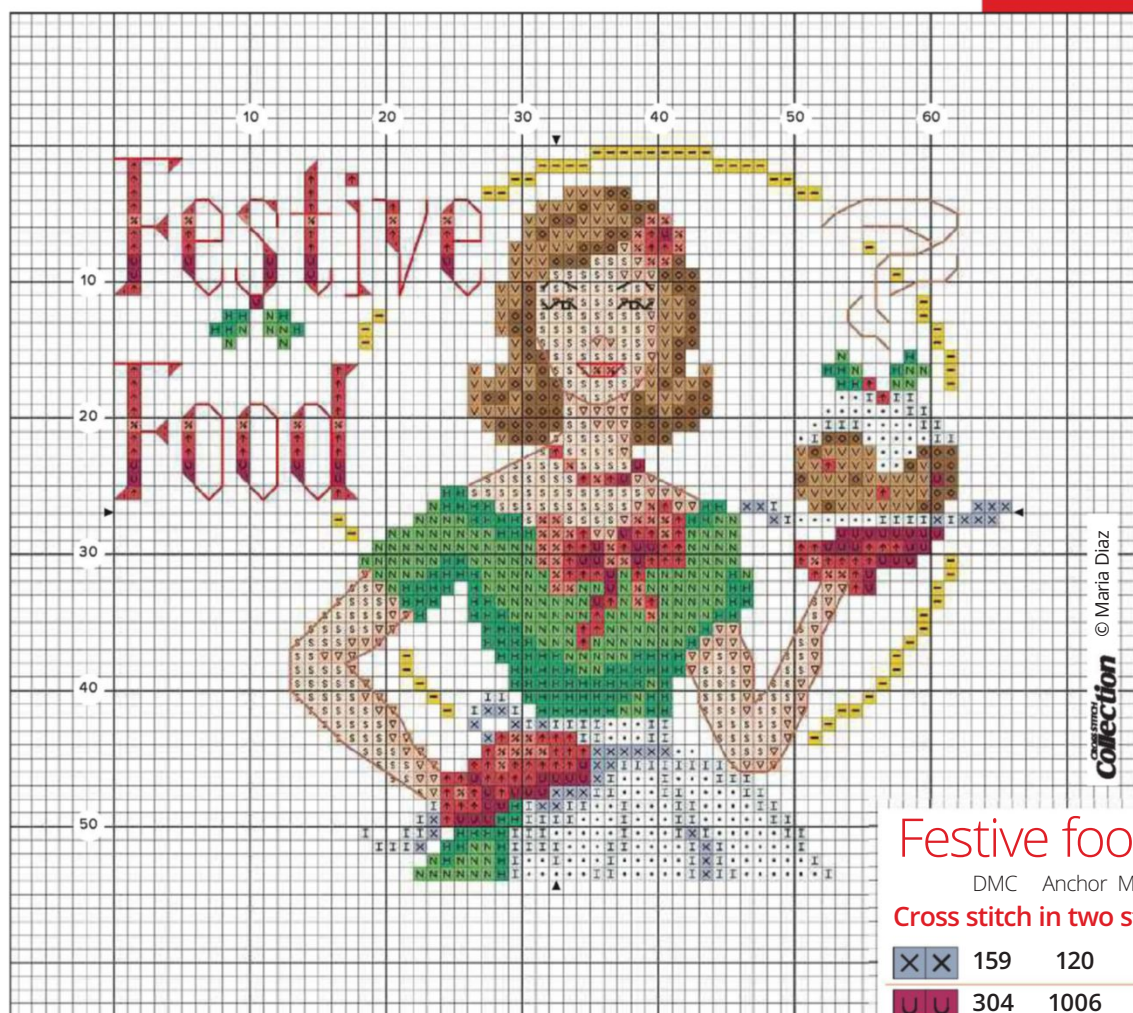 10 20 30 40 50 60
Festive
10
Food
20
30
40
50
© Maria Diaz
CROSS STITCH
Collection
Festive foo
DMC Anchor M
Cross stitch in two s
159 120
304 1006